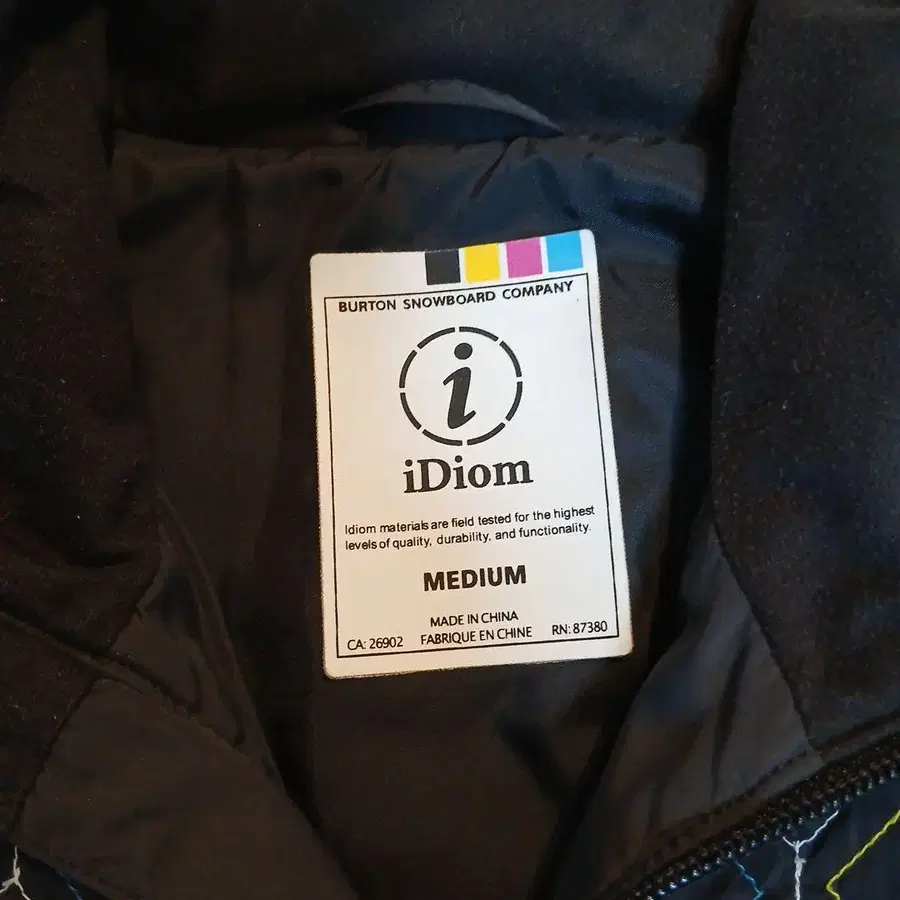 BURTON SNOWBOARD COMPANY
i
iDiom
Idiom materials are field tested for the highest
levels of quality, durability, and functionality.
MEDIUM
MADE IN CHINA
CA: 26902 FABRIQUE EN CHINE RN: 87380